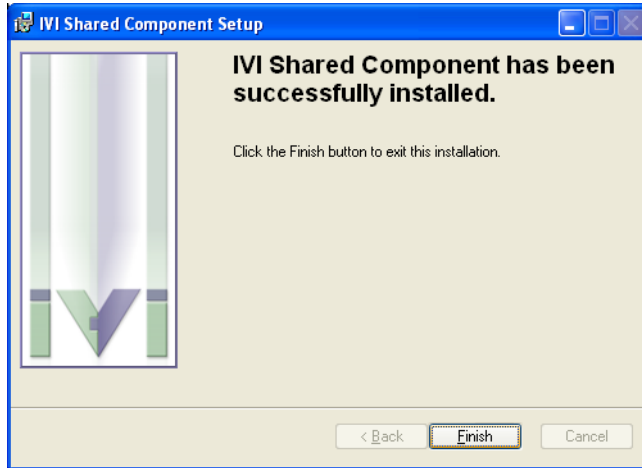 IVI Shared Component Setup
IVI Shared Component has been
successfully installed.
Click the Finish button to exit this installation.
ivi
< Back
Finish
Cancel